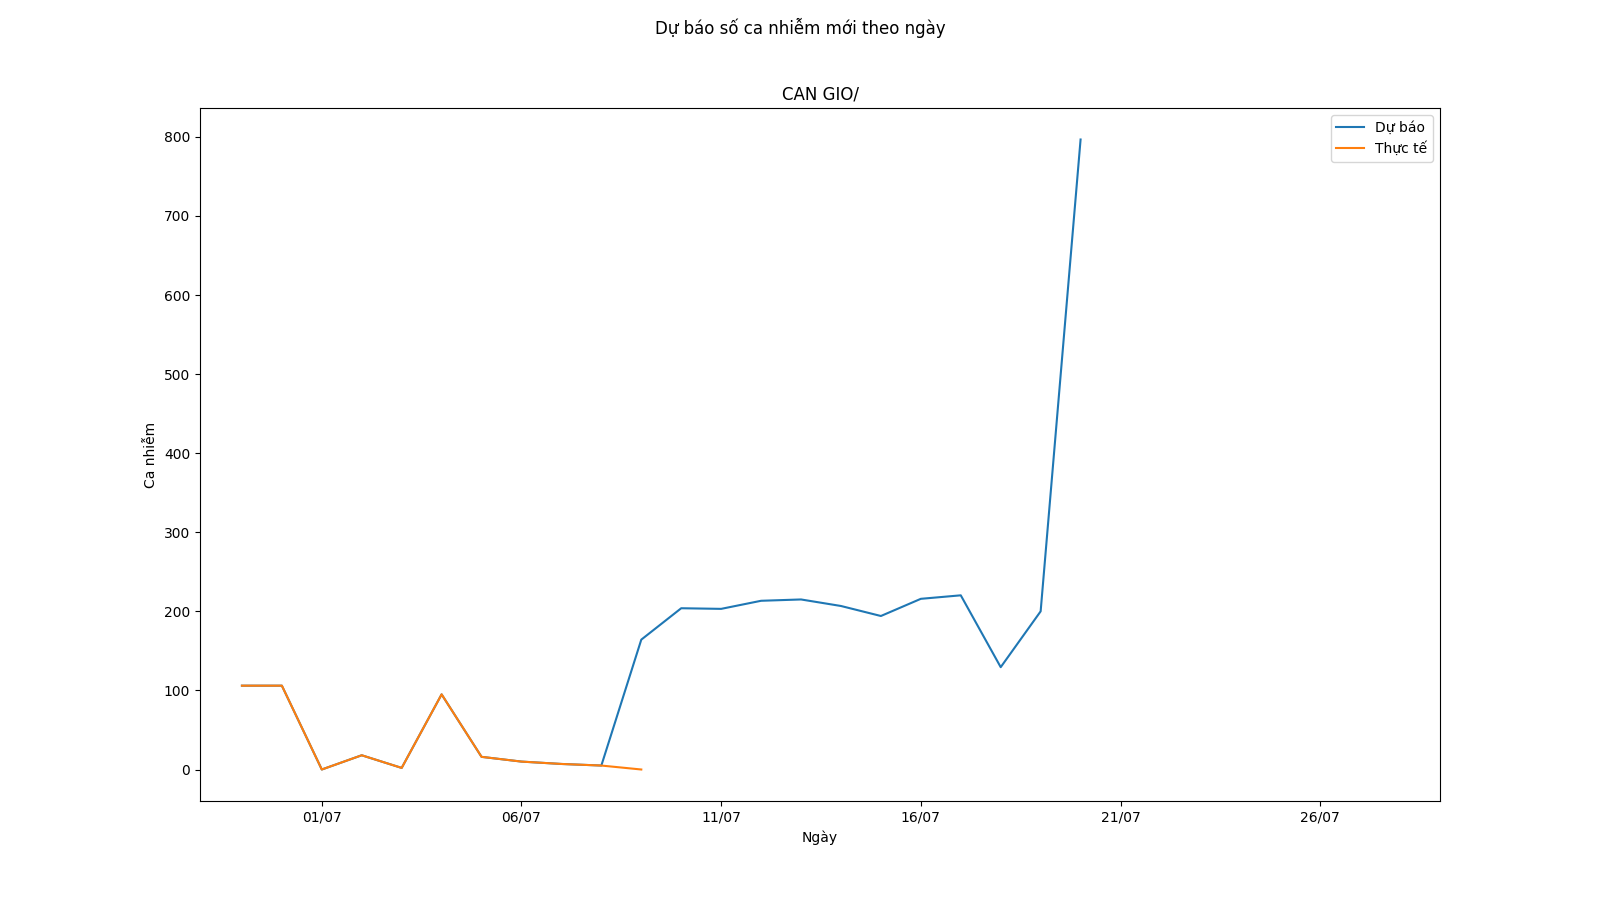 Dự báo số ca nhiễm mới theo ngày
CAN GIO/
Dự báo
Thực tế
800
700
600
500
400
300
200
100
0
Ca nhiễm
01/07
06/07
11/07
16/07
21/07
26/07
Ngày